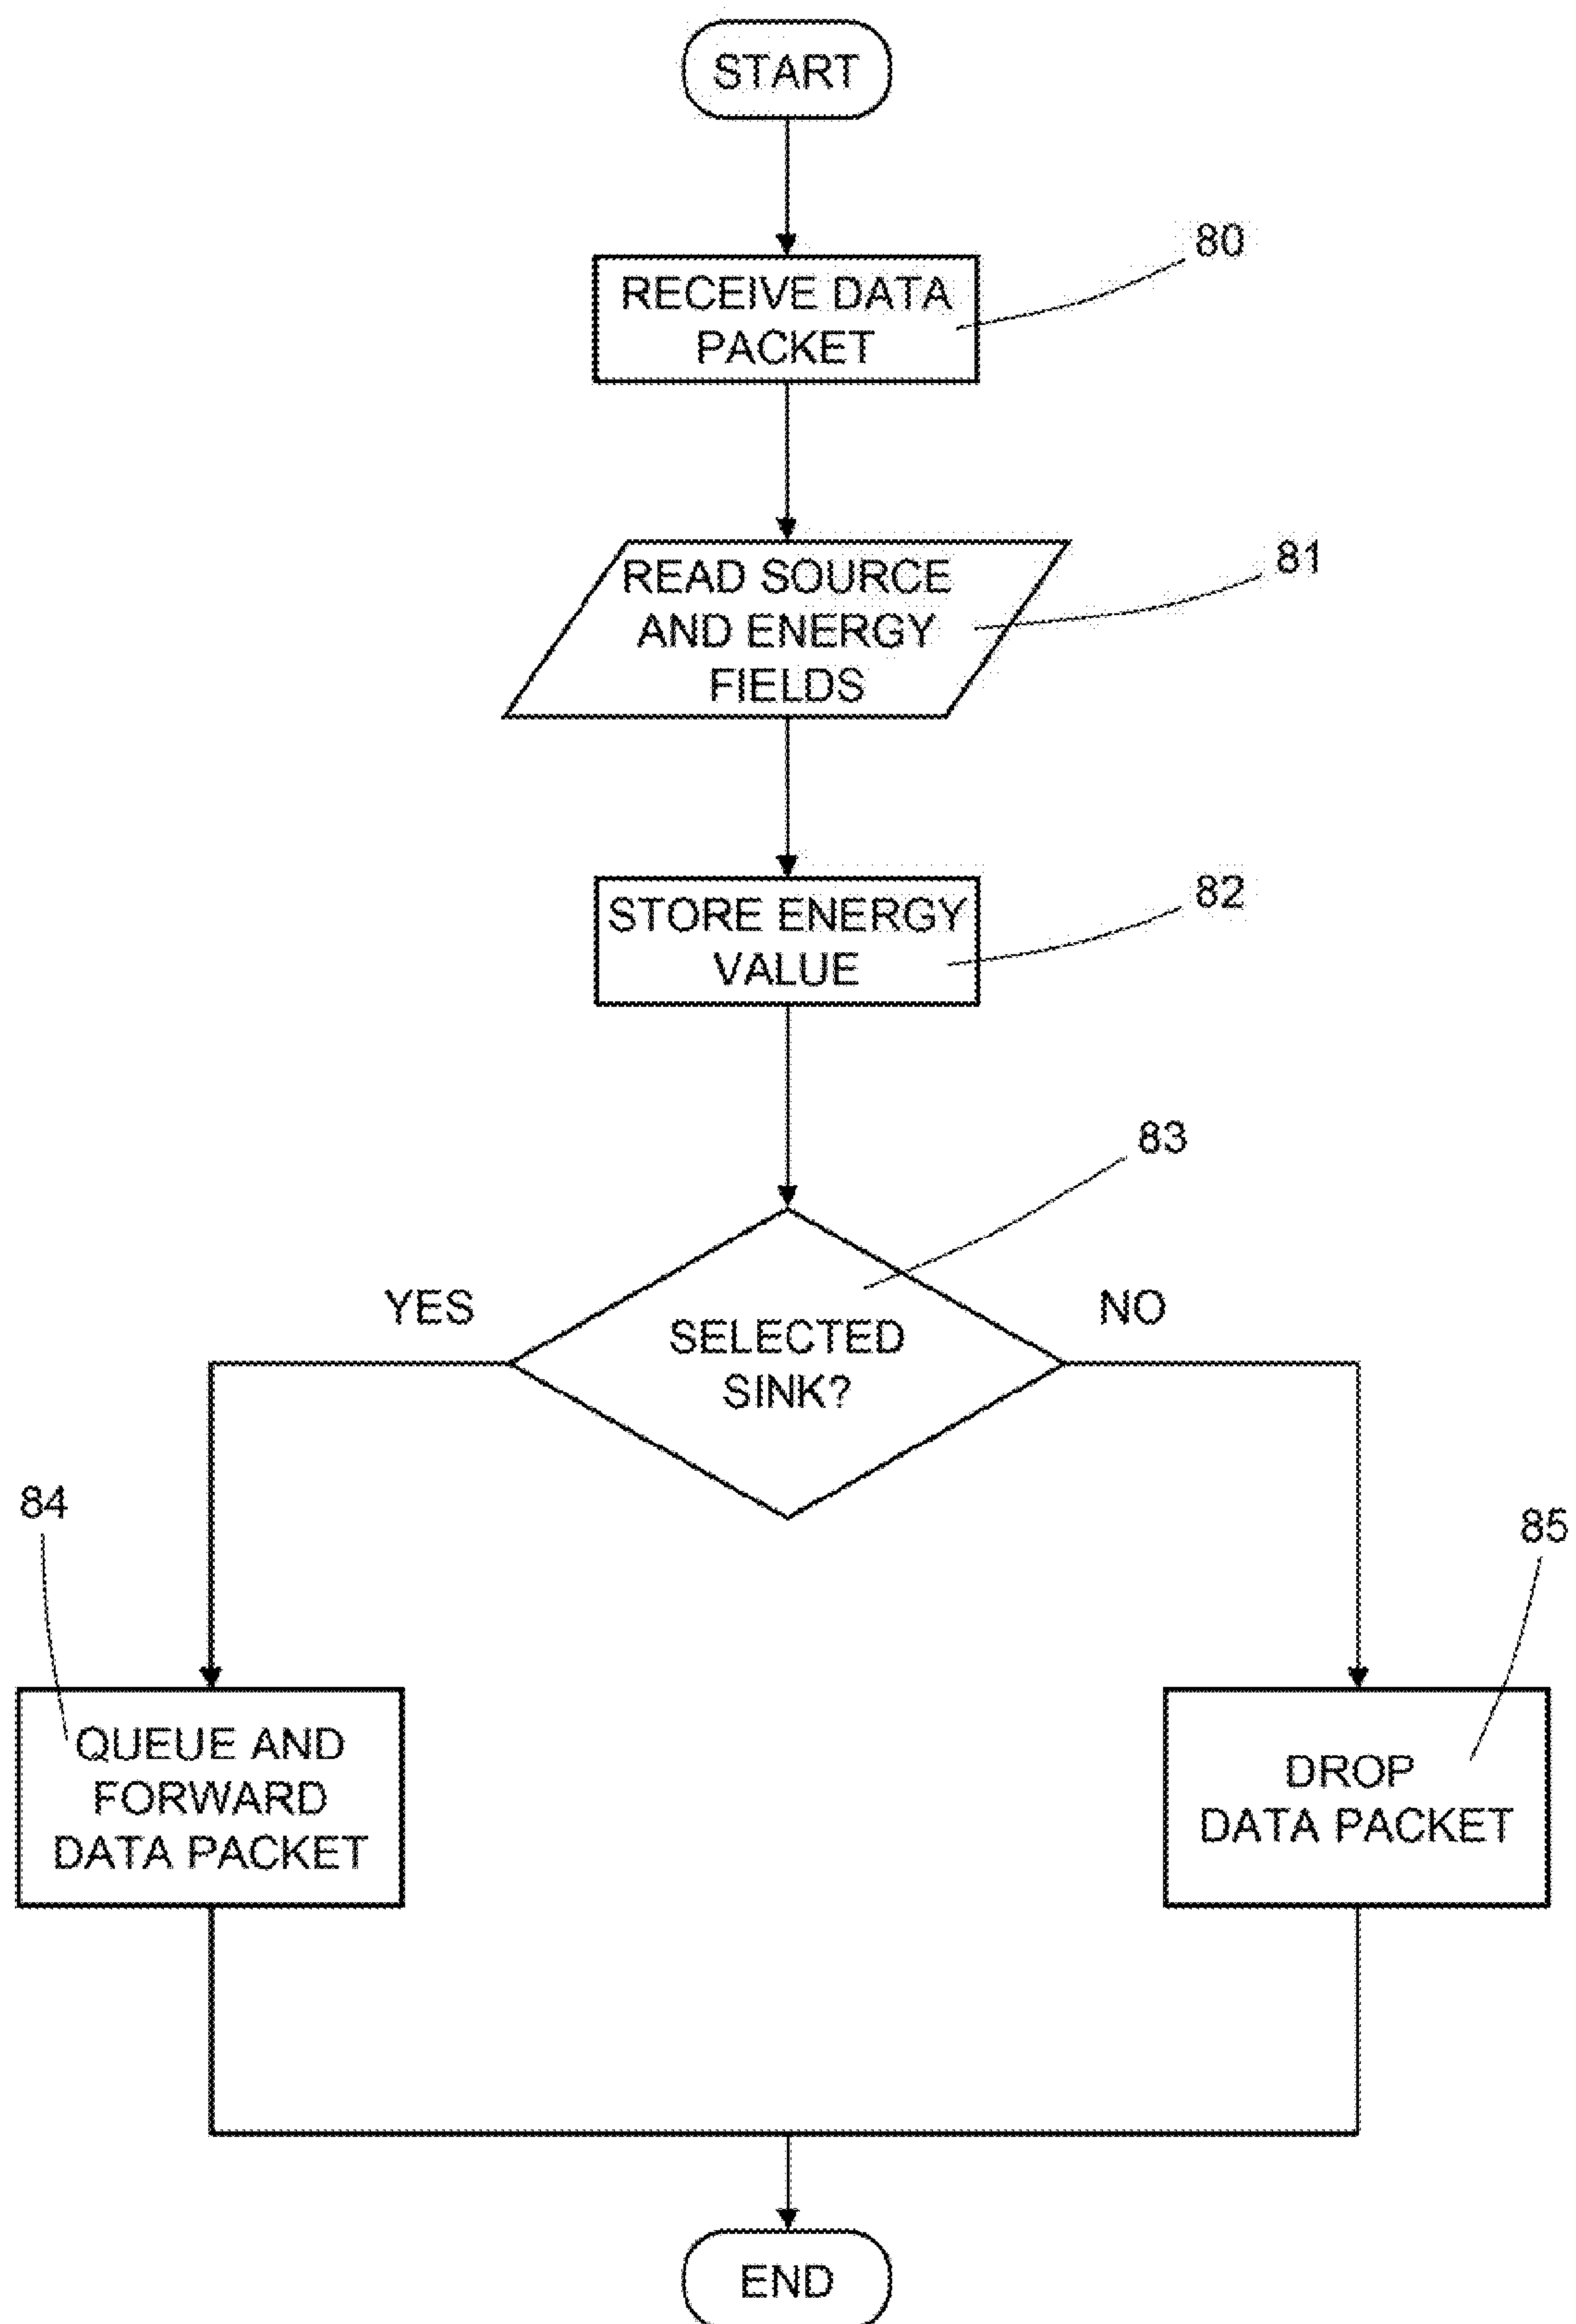 START
80
RECEIVE DATA
PACKET
81
READ SOURCE
AND ENERGY
FIELDS
82
STORE ENERGY
VALUE
83
YES
NO
SELECTED
SINK?
84
85
QUEUE AND
FORWARD
DATA PACKET
DROP
DATA PACKET
END